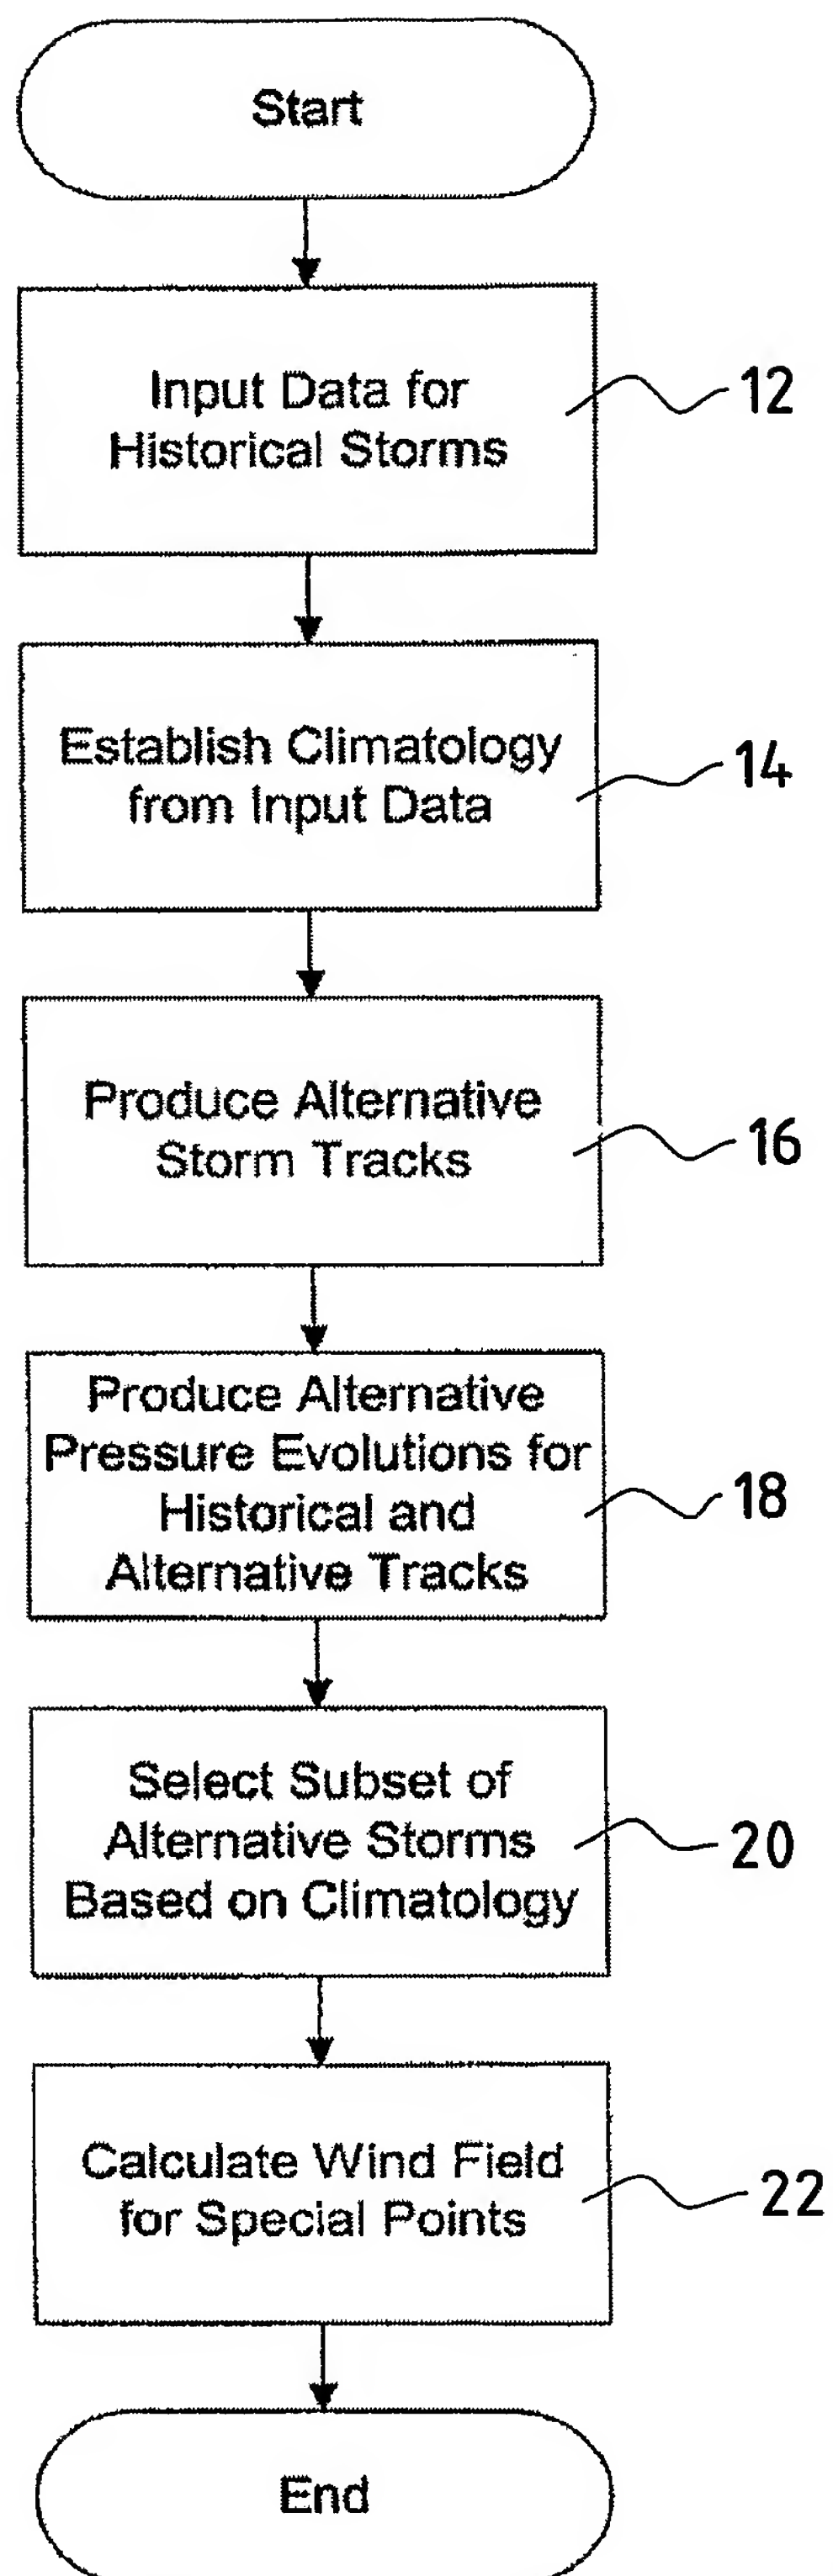 Start
Input Data for
Historical Storms
12
Establish Climatology
from Input Data
14
Produce Alternative
Storm Tracks
16
Produce Alternative
Pressure Evolutions for
Historical and
Alternative Tracks
18
Select Subset of
Alternative Storms
Based on Climatology
20
Calculate Wind Field
for Special Points
22
End